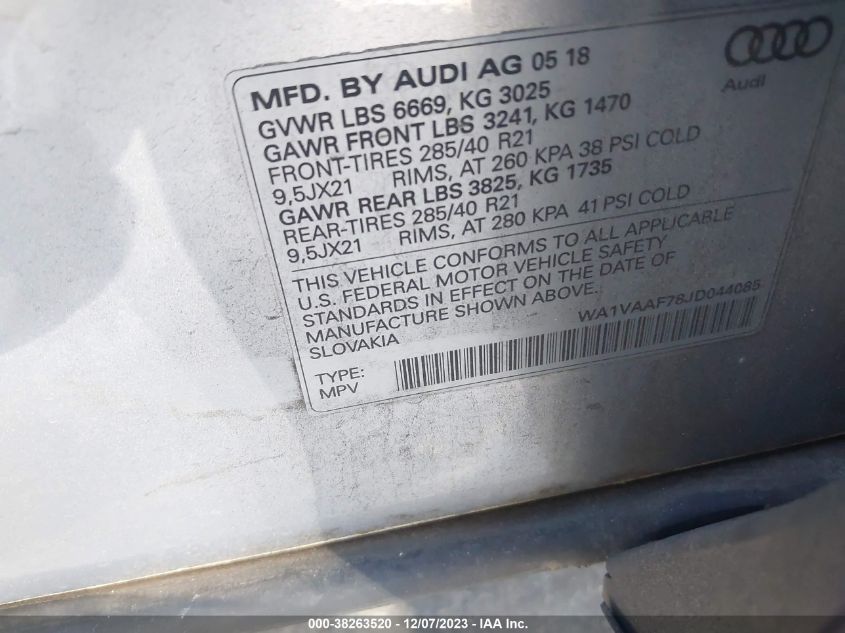 MFD. BY AUDI AG 05 18
Audi
GVWR LBS 6669, KG 3025
GAWR FRONT LBS 3241, KG 1470
FRONT-TIRES 285/40 R21
9,5JX21 RIMS, AT 260 KPA 38 PSI COLD
GAWR REAR LBS 3825, KG 1735
REAR-TIRES 285/40 R21
9,5JX21 RIMS, AT 280 KPA 41 PSI COLD
THIS VEHICLE CONFORMS TO ALL APPLICABLE
U.S. FEDERAL MOTOR VEHICLE SAFETY
STANDARDS IN EFFECT ON THE DATE OF
MANUFACTURE SHOWN ABOVE.
SLOVAKIA
WA1VAAF78JD044085
TYPE:
MPV
000-38263520 - 12/07/2023 - IAA Inc.